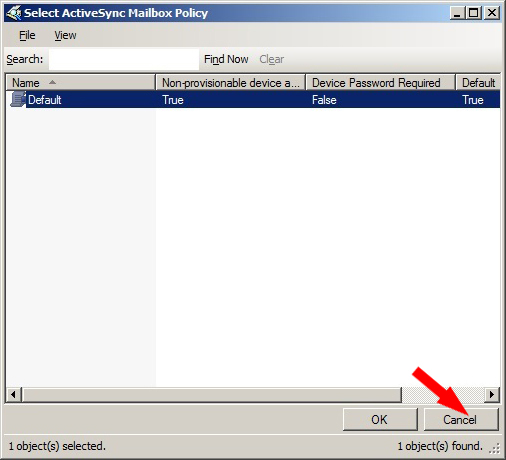 Select ActiveSync Mailbox Policy
File View
Search: Find Now Clear
Name Non-provisionable device a... Device Password Required Default
Default True False True
OK Cancel
1 object(s) selected. 1 object(s) found.